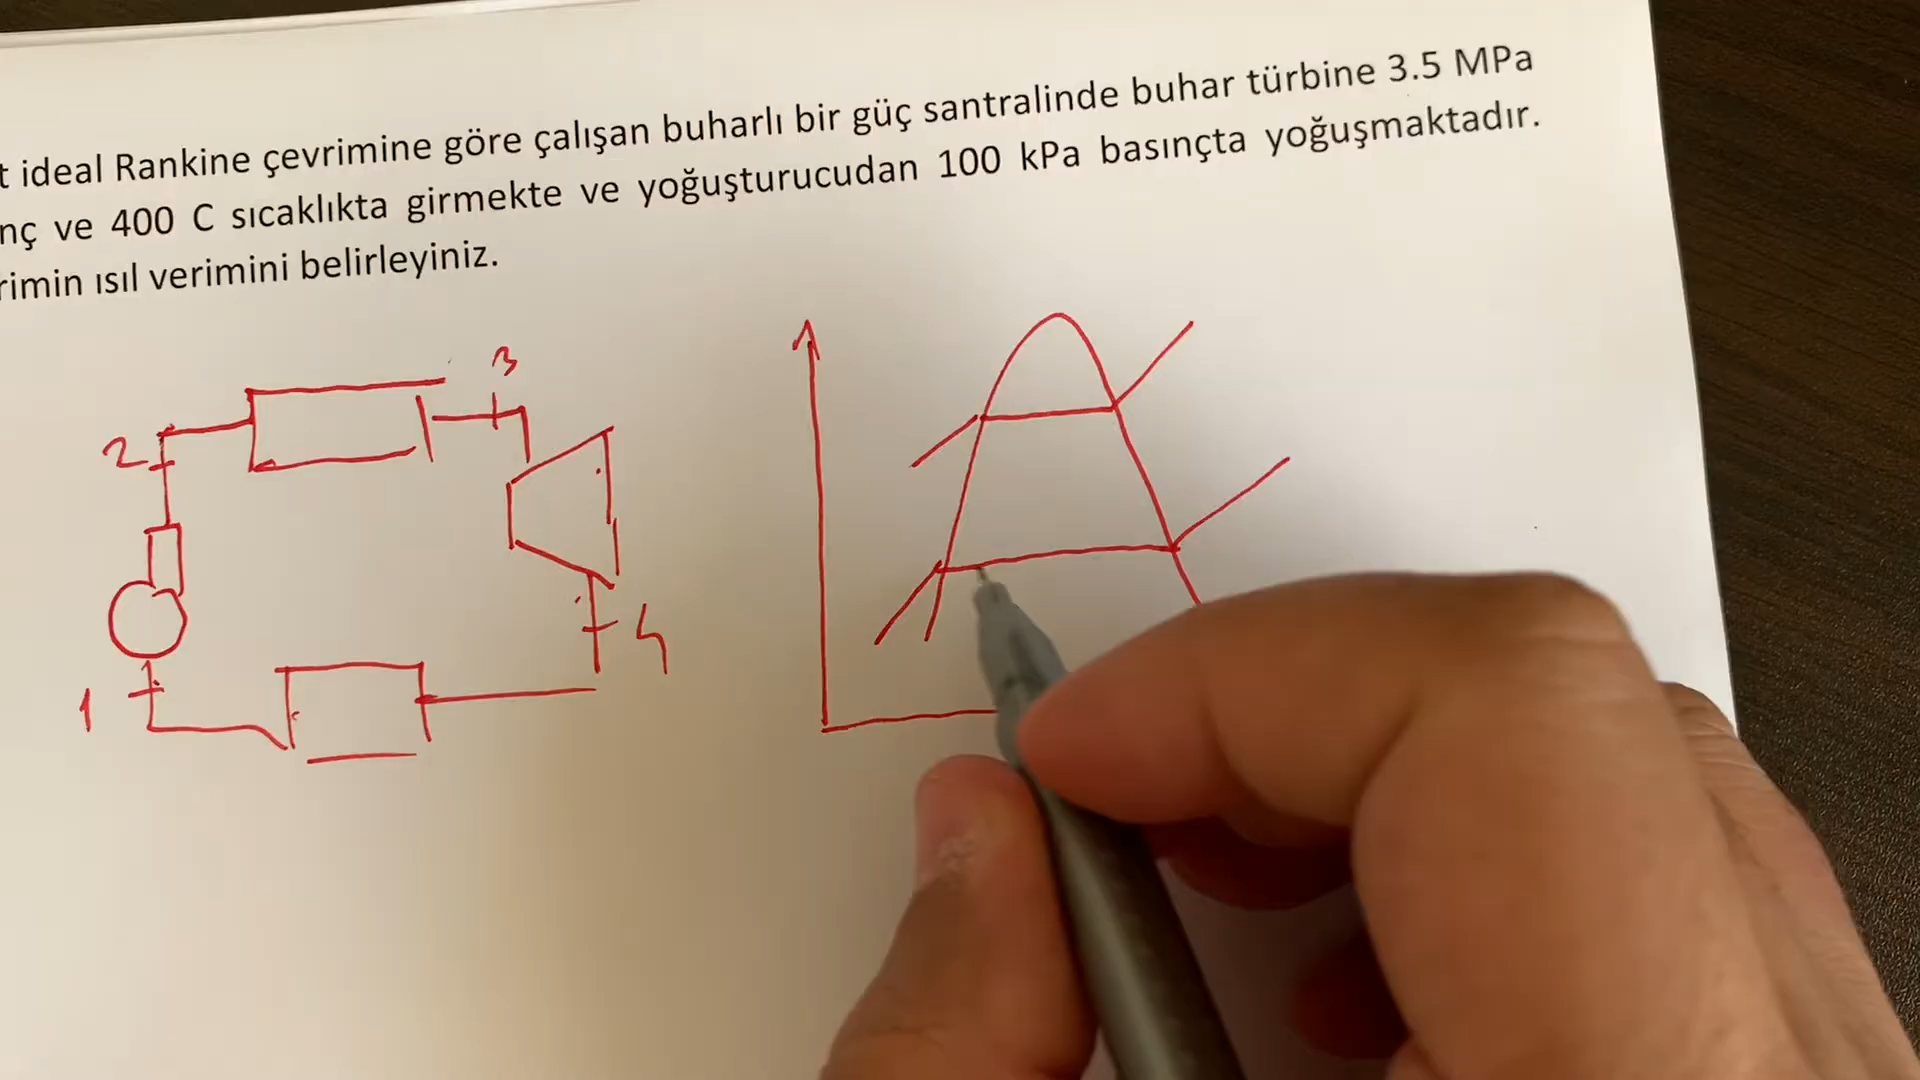 t ideal Rankine çevrimine göre çalışan buharlı bir güç santralinde buhar türbine 3.5 MPa
nç ve 400 C sıcaklıkta girmekte ve yoğuşturucudan 100 kPa basınçta yoğuşmaktadır.
rimin ısıl verimini belirleyiniz.
3
2
4
1